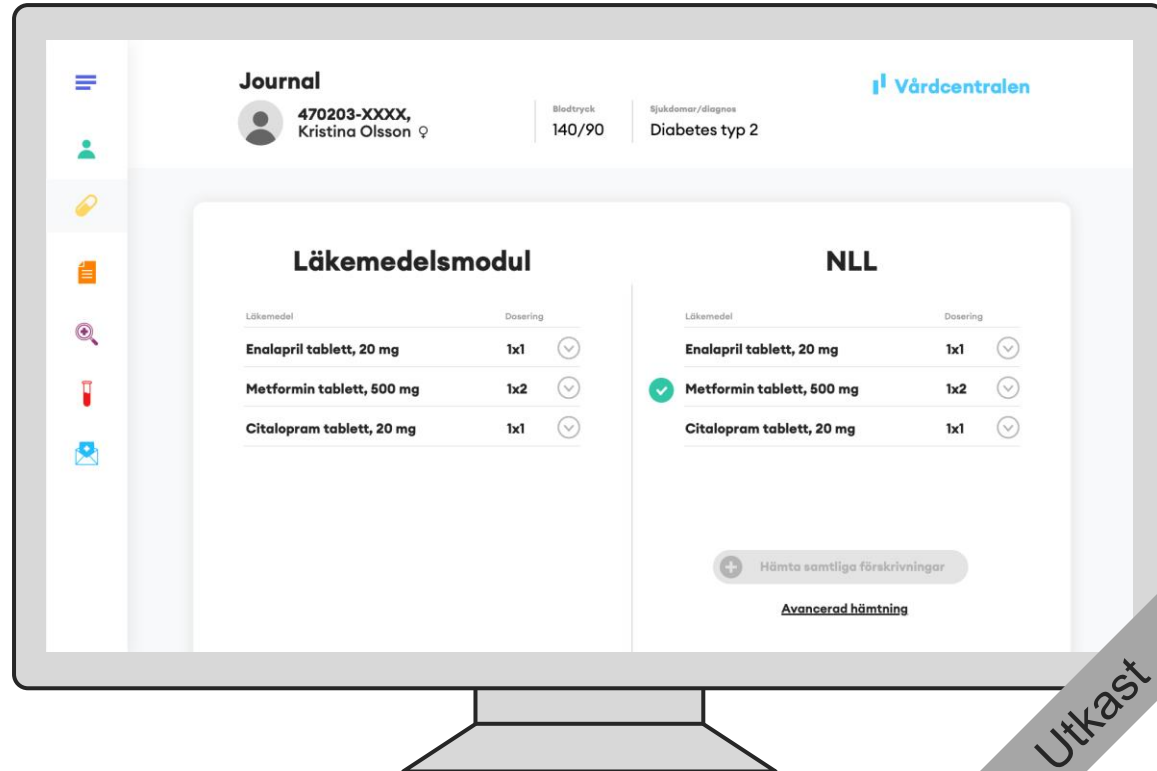 Journal
Vårdcentralen
470203-XXXX,
Kristina Olsson ♀
Blodtryck
140/90
Sjukdomar/diagnos
Diabetes typ 2
Läkemedelsmodul
Läkemedel Dosering
Enalapril tablett, 20 mg 1x1
Metformin tablett, 500 mg 1x2
Citalopram tablett, 20 mg 1x1
NLL
Läkemedel Dosering
Enalapril tablett, 20 mg 1x1
Metformin tablett, 500 mg 1x2
Citalopram tablett, 20 mg 1x1
Hämta samtliga förskrivningar
Avancerad hämtning
Utkast